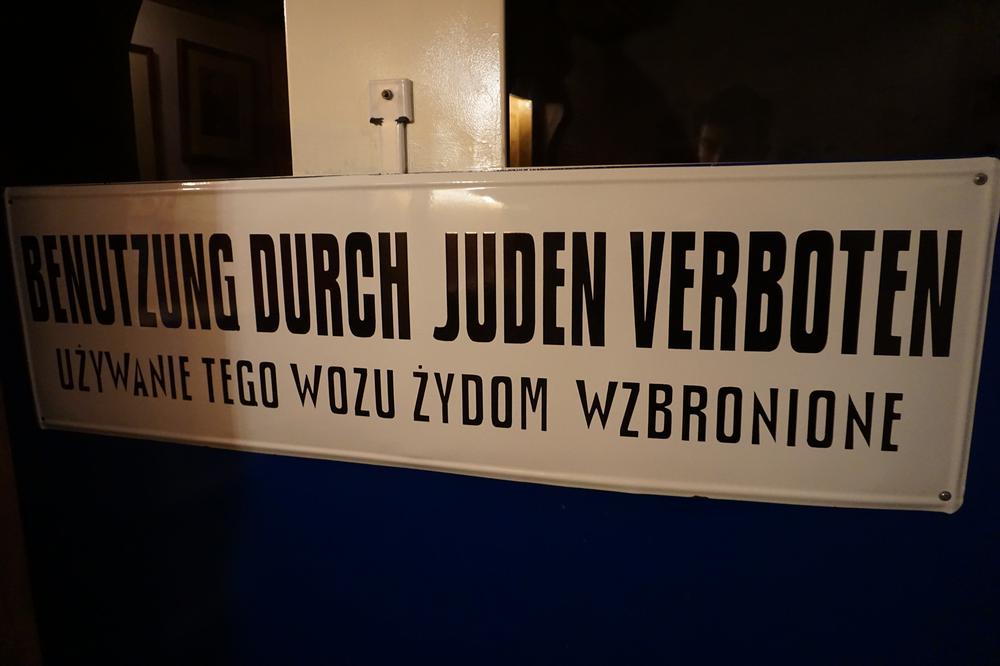 BENUTZUNG DURCH JUDEN VERBOTEN
UŻYWANIE TEGO WOZU ŻYDOM WZBRONIONE